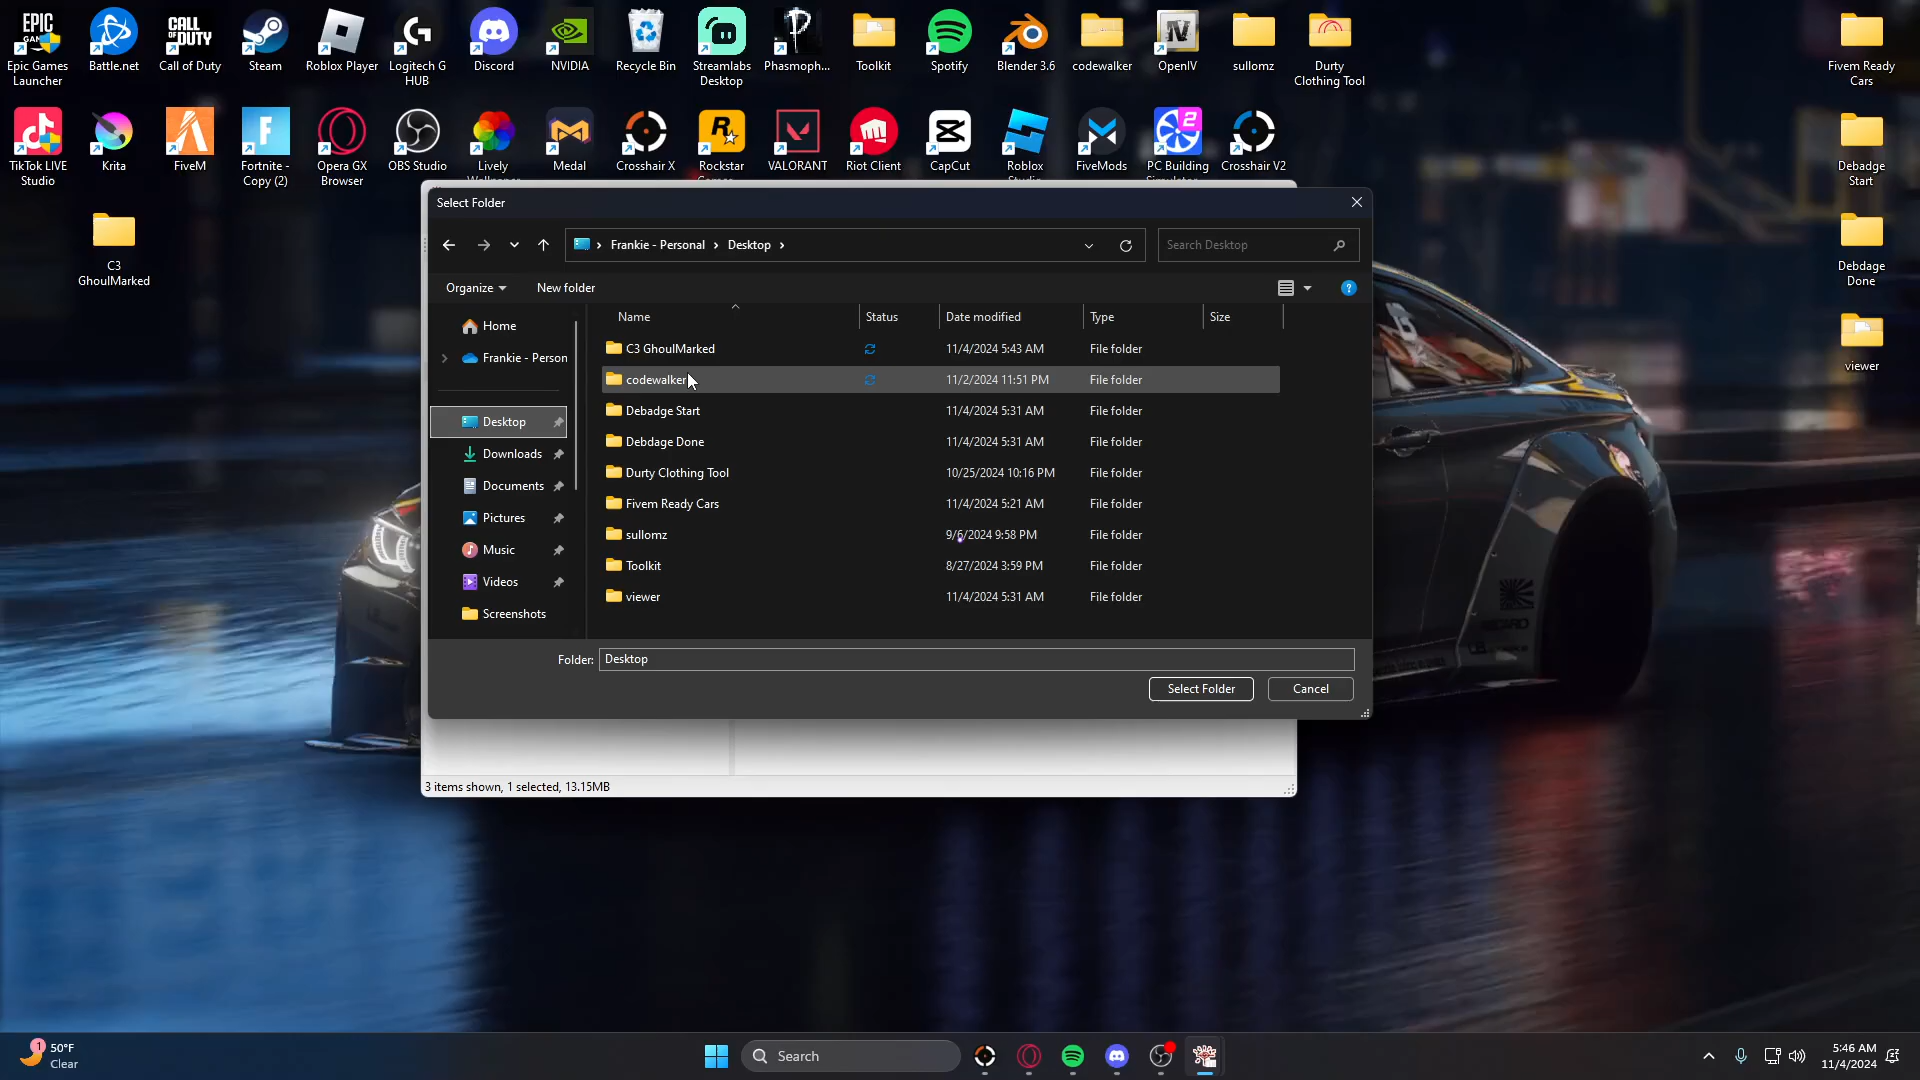 EPIC GAMES
CALL OF DUTY
Epic Games Launcher
Battle.net
Call of Duty
Steam
Roblox Player
Logitech G HUB
Discord
NVIDIA
Recycle Bin
Streamlabs Desktop
Phasmoph...
Toolkit
Spotify
Blender 3.6
codewalker
OpenIV
sullomz
Durty Clothing Tool
Fivem Ready Cars
TikTok LIVE Studio
Krita
FiveM
Fortnite - Copy (2)
Opera GX Browser
OBS Studio
Lively
Medal
Crosshair X
Rockstar
VALORANT
Riot Client
CapCut
Roblox
FiveMods
PC Building
Crosshair V2
Debadge Start
C3 GhoulMarked
Debdage Done
viewer
Select Folder
Frankie - Personal
Desktop
Search Desktop
Organize
New folder
Home
Frankie - Person
Desktop
Downloads
Documents
Pictures
Music
Videos
Screenshots
Name Status Date modified Type Size
C3 GhoulMarked 11/4/2024 5:43 AM File folder
codewalker 11/2/2024 11:51 PM File folder
Debadge Start 11/4/2024 5:31 AM File folder
Debdage Done 11/4/2024 5:31 AM File folder
Durty Clothing Tool 10/25/2024 10:16 PM File folder
Fivem Ready Cars 11/4/2024 5:21 AM File folder
sullomz 9/6/2024 9:58 PM File folder
Toolkit 8/27/2024 3:59 PM File folder
viewer 11/4/2024 5:31 AM File folder
Folder: Desktop
Select Folder
Cancel
3 items shown, 1 selected, 13.15MB
1
50°F
Clear
Search
5:46 AM
11/4/2024